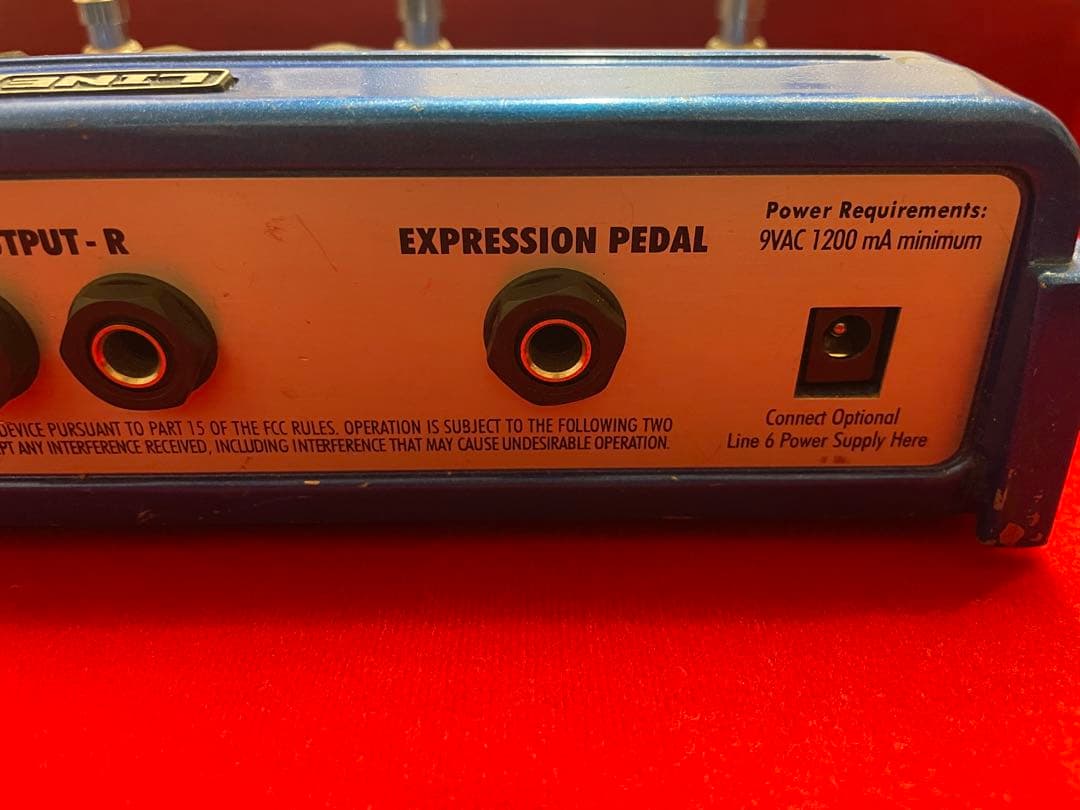 LINE
TPUT - R
EXPRESSION PEDAL
Power Requirements:
9VAC 1200 mA minimum
DEVICE PURSUANT TO PART 15 OF THE FCC RULES. OPERATION IS SUBJECT TO THE FOLLOWING TWO
PT ANY INTERFERENCE RECEIVED, INCLUDING INTERFERENCE THAT MAY CAUSE UNDESIRABLE OPERATION.
Connect Optional
Line 6 Power Supply Here